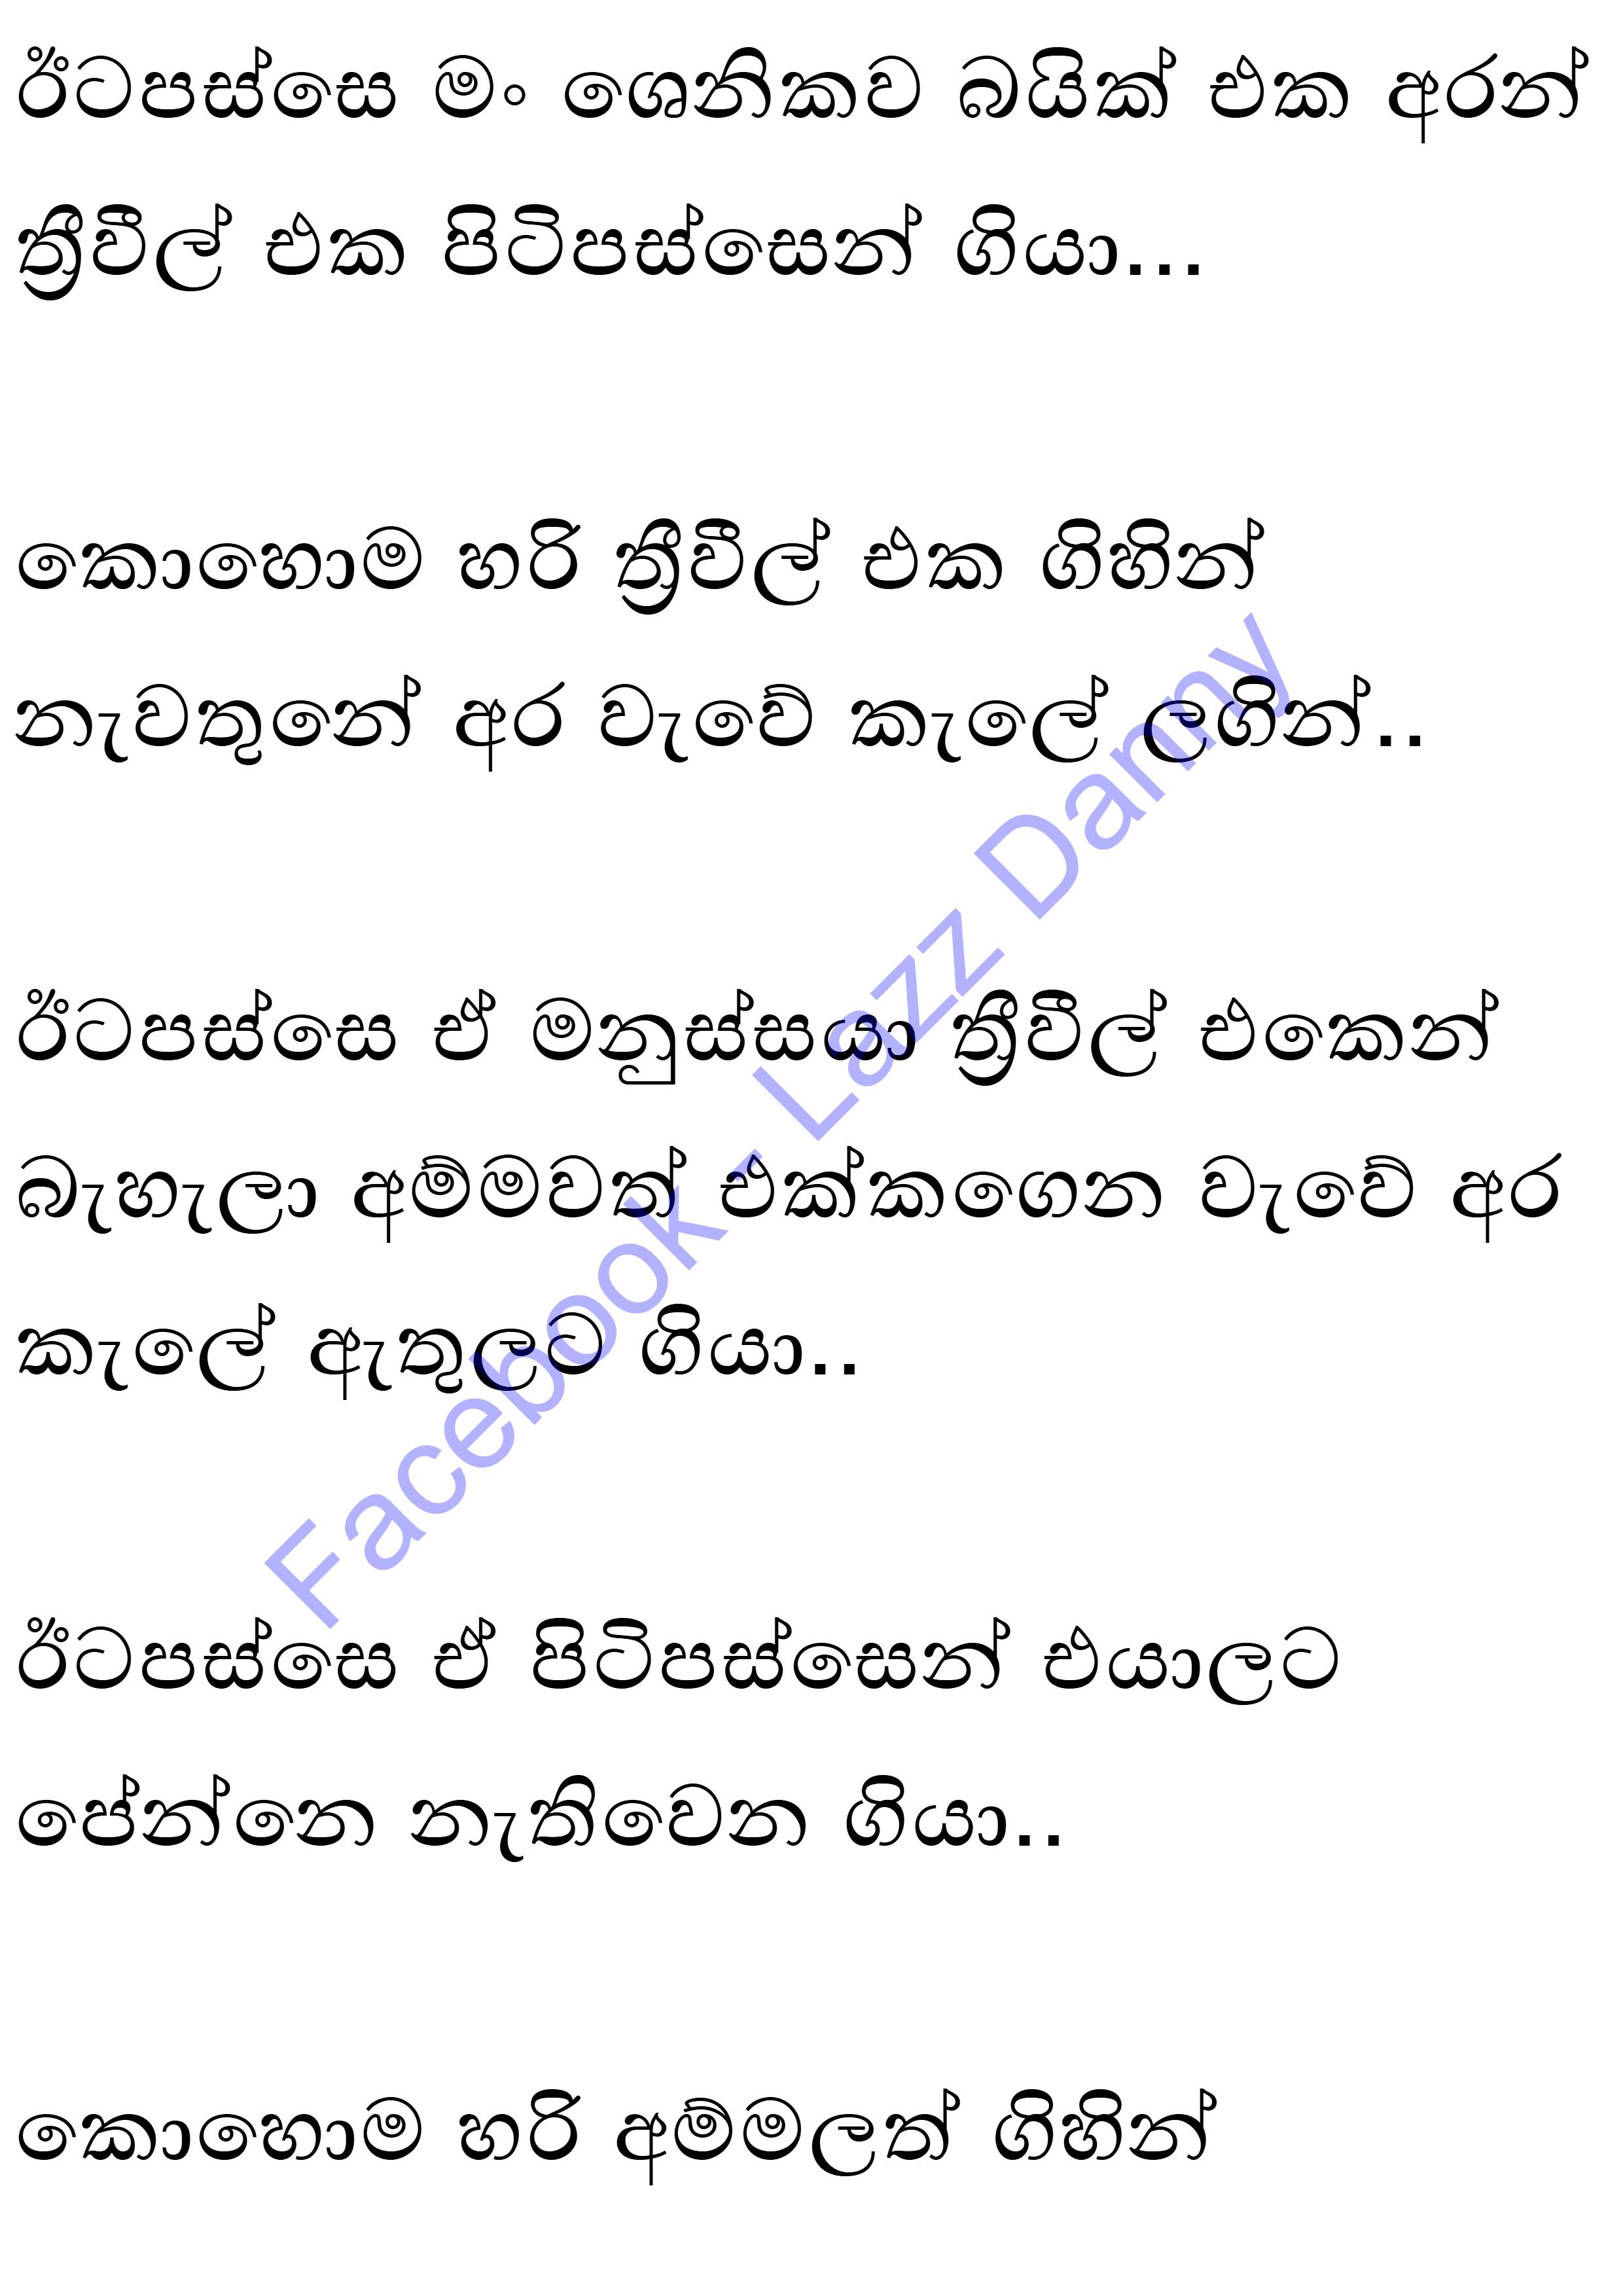 ඊටපස්සෙ මං ශෙනිකව බයික් එක අරන්
ත්‍රීවීල් එක පිටිපස්සෙන් ගියා...
කොහොම හරි ත්‍රීවීල් එක ගිහින්
නැවතුනේ අර වැවේ කැලේ ලගින්..
ඊටපස්සෙ ඒ මනුස්සයා ත්‍රීවීල් එකෙන්
බැහැලා අම්මවත් එක්කගෙන වැවේ අර
කැලේ ඇතුලට ගියා..
ඊටපස්සෙ ඒ පිටිපස්සෙන් එයාලට
පේන්නෙ නැතිවෙන ගියා..
කොහොම හරි අම්මලත් ගිහින්
Facebook - Lazz Danny